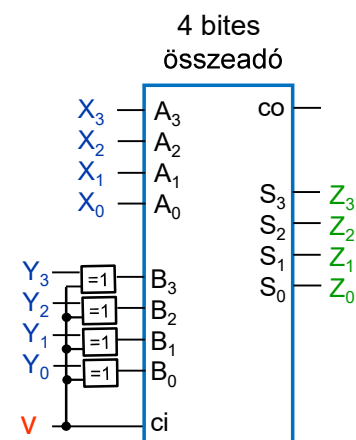 4 bites
összeadó
X₃ A₃ co
X₂ A₂
X₁ A₁
X₀ A₀
S₃ Z₃
S₂ Z₂
S₁ Z₁
S₀ Z₀
Y₃ =1 B₃
Y₂ =1 B₂
Y₁ =1 B₁
Y₀ =1 B₀
v ci